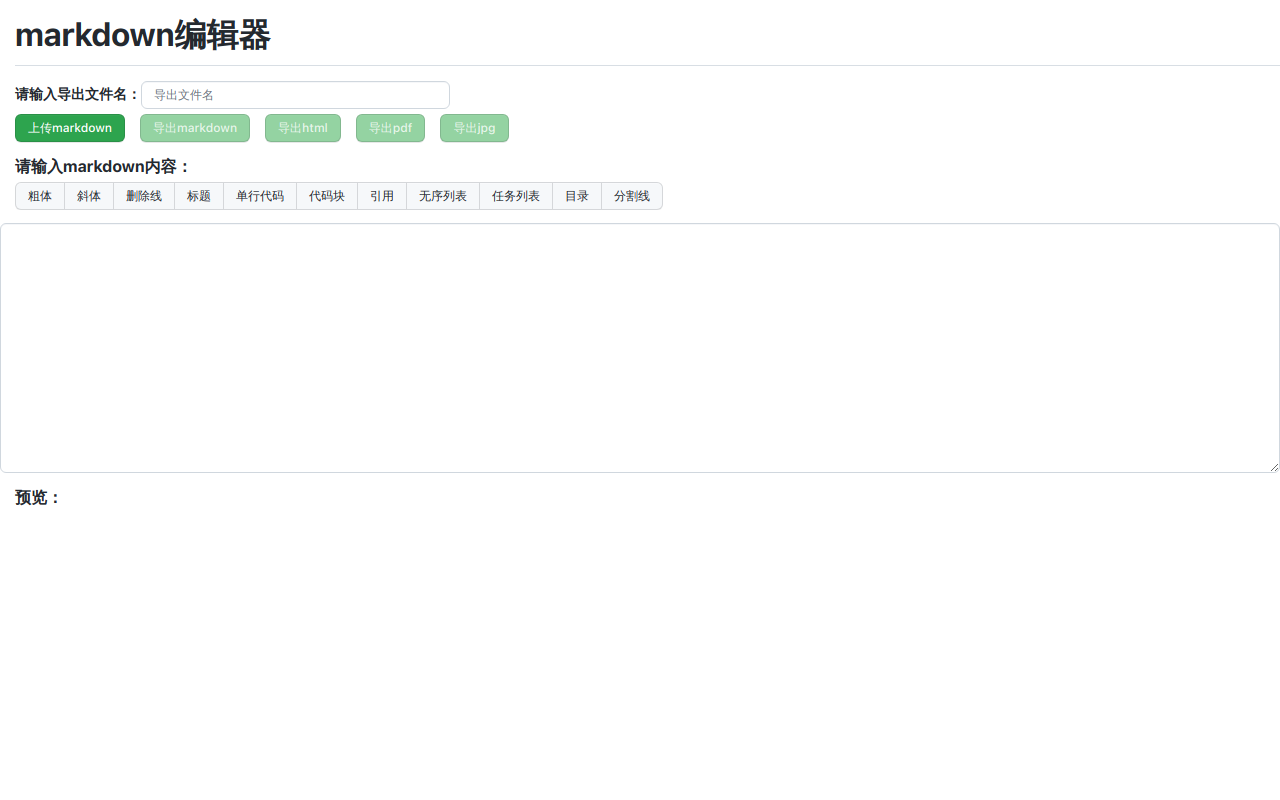 markdown编辑器
请输入导出文件名： 导出文件名
上传markdown 导出markdown 导出html 导出pdf 导出jpg
请输入markdown内容：
粗体 斜体 删除线 标题 单行代码 代码块 引用 无序列表 任务列表 目录 分割线
预览：